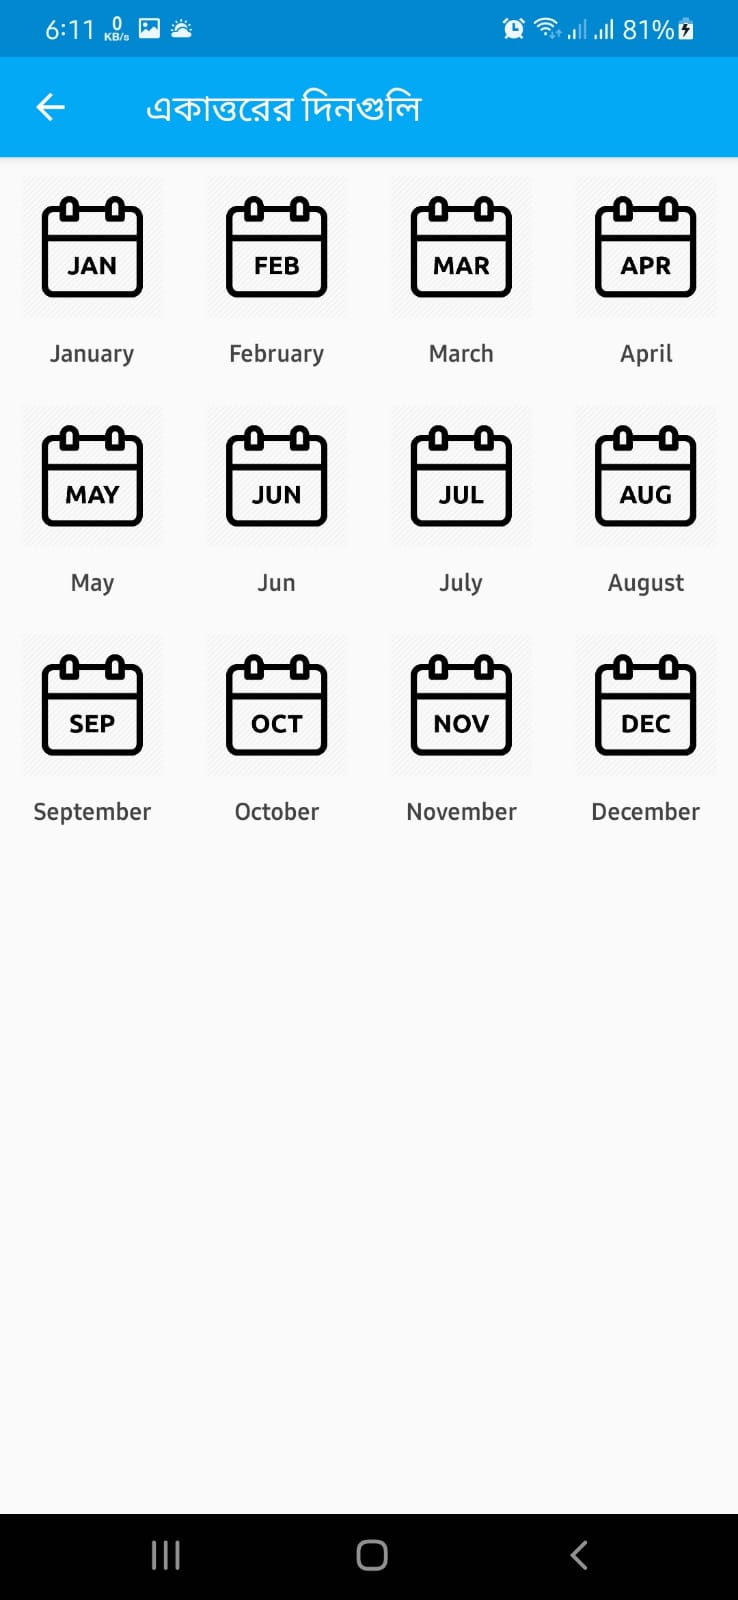 6:11 0 KB/s 81%
একাত্তরের দিনগুলি
JAN FEB MAR APR
January February March April
MAY JUN JUL AUG
May Jun July August
SEP OCT NOV DEC
September October November December